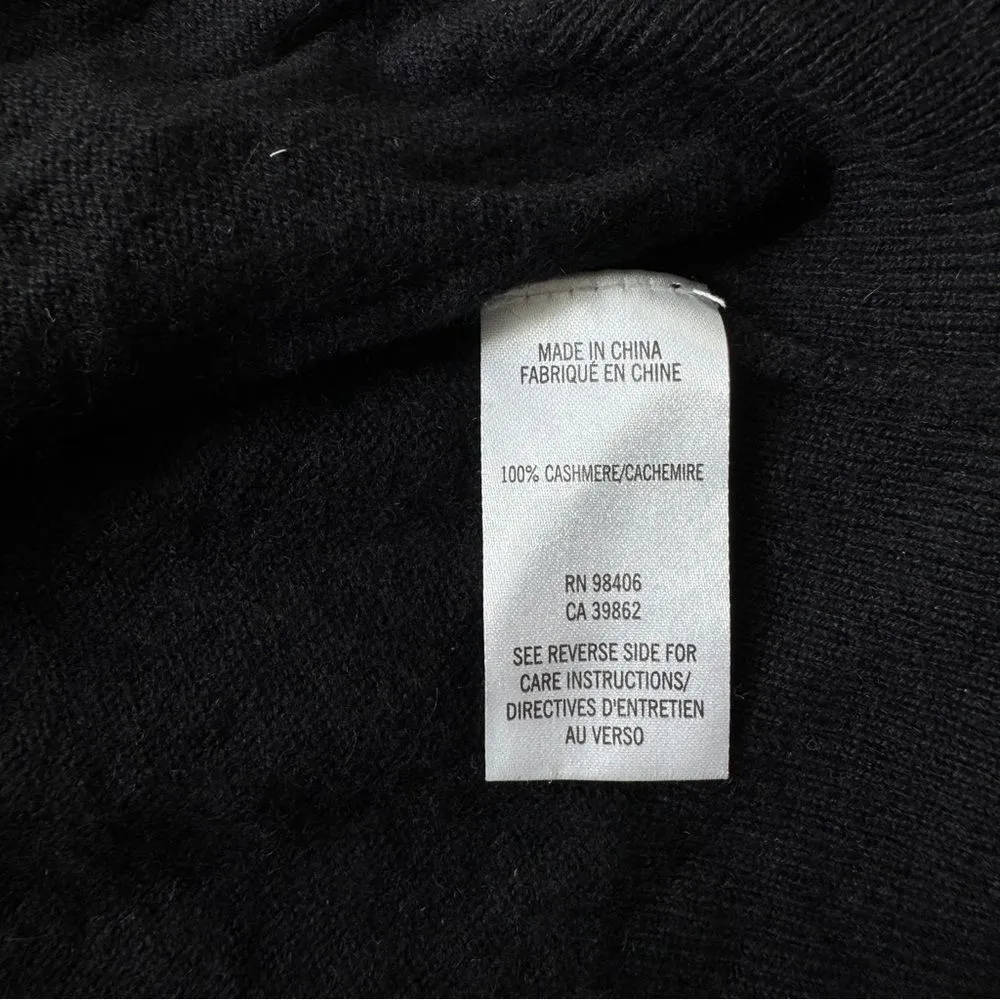 MADE IN CHINA
FABRIQUÉ EN CHINE
100% CASHMERE/CACHEMIRE
RN 98406
CA 39862
SEE REVERSE SIDE FOR
CARE INSTRUCTIONS/
DIRECTIVES D'ENTRETIEN
AU VERSO